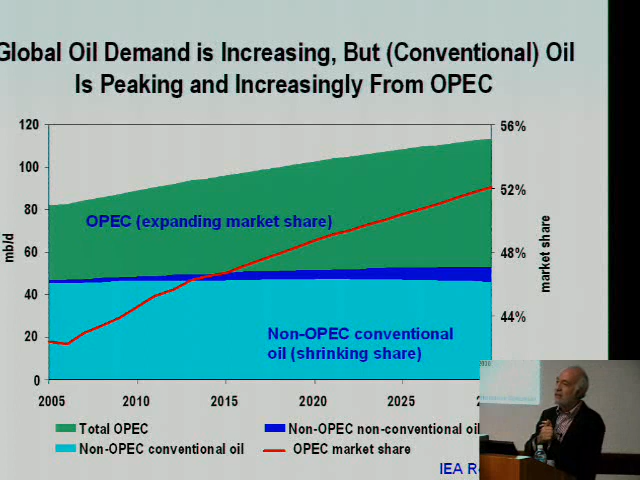 Global Oil Demand is Increasing, But (Conventional) Oil
Is Peaking and Increasingly From OPEC
120
100
80
60
40
20
0
mb/d
56%
52%
48%
44%
market share
OPEC (expanding market share)
Non-OPEC conventional
oil (shrinking share)
2005
2010
2015
2020
2025
Total OPEC
Non-OPEC non-conventional oil
Non-OPEC conventional oil
OPEC market share
IEA